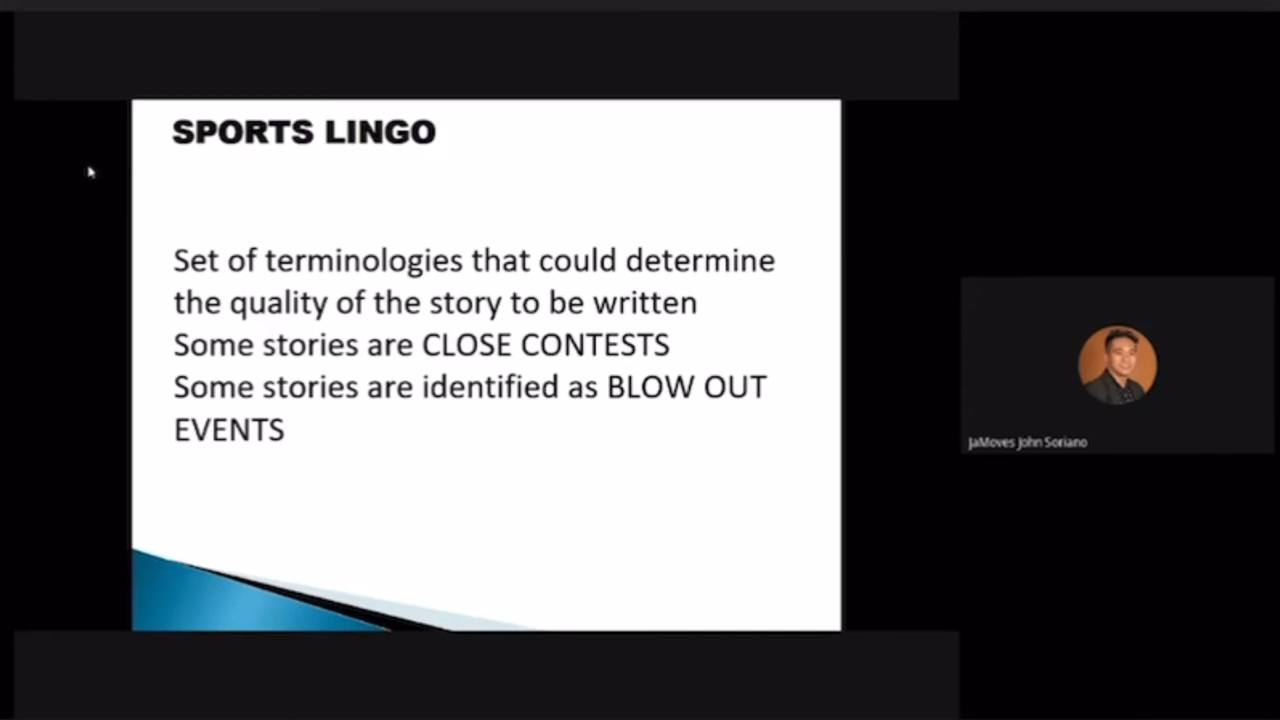 SPORTS LINGO
Set of terminologies that could determine
the quality of the story to be written
Some stories are CLOSE CONTESTS
Some stories are identified as BLOW OUT
EVENTS
JaMoves John Soriano